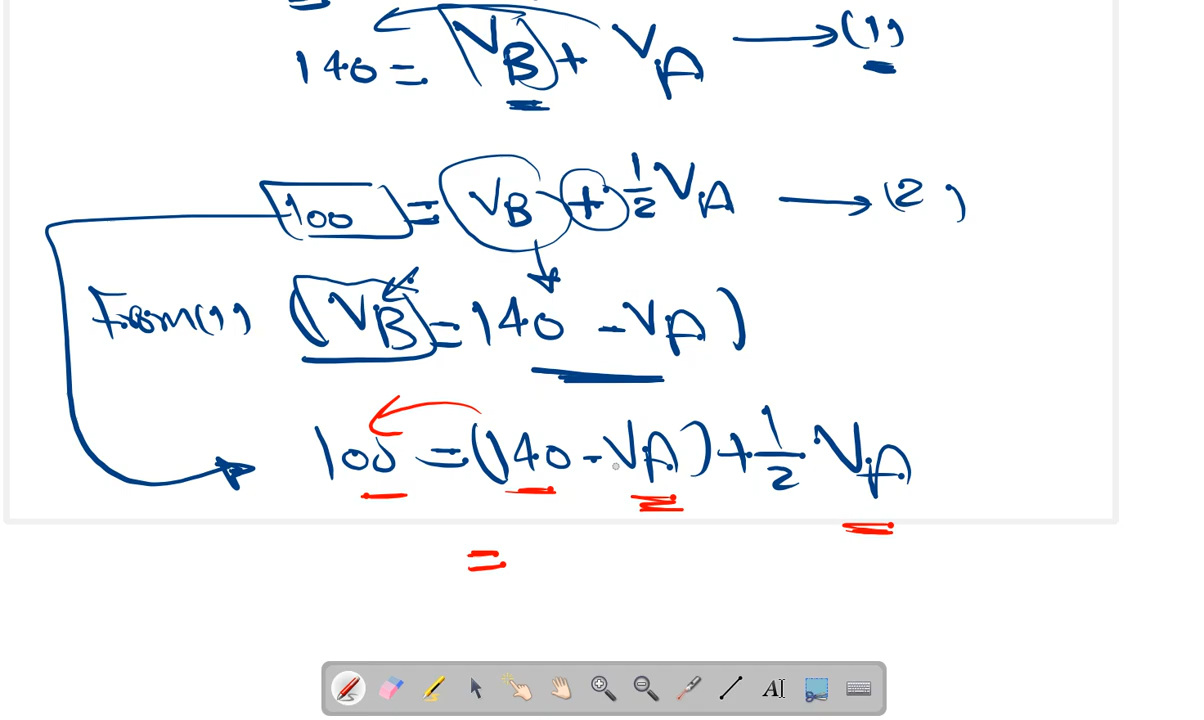 140 = VB + VA → (1)
100 = VB + 1/2 VA → (2)
From (1) (VB = 140 - VA)
100 = (140 - VA) + 1/2 VA
=
AI